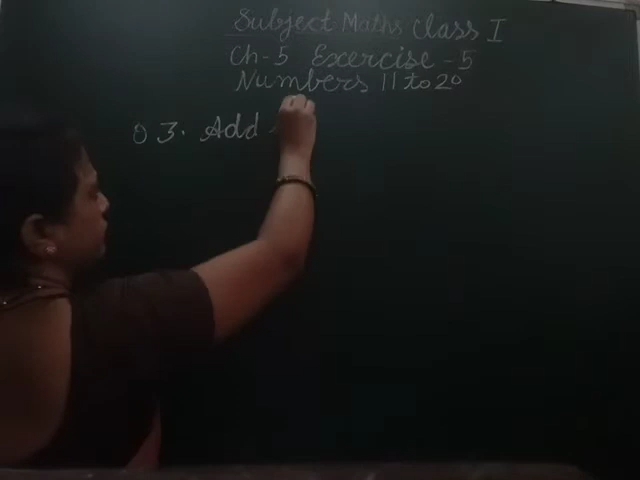 Subject Maths Class I
Ch-5 Exercise - 5
Numbers 11 to 20
Q 3. Add